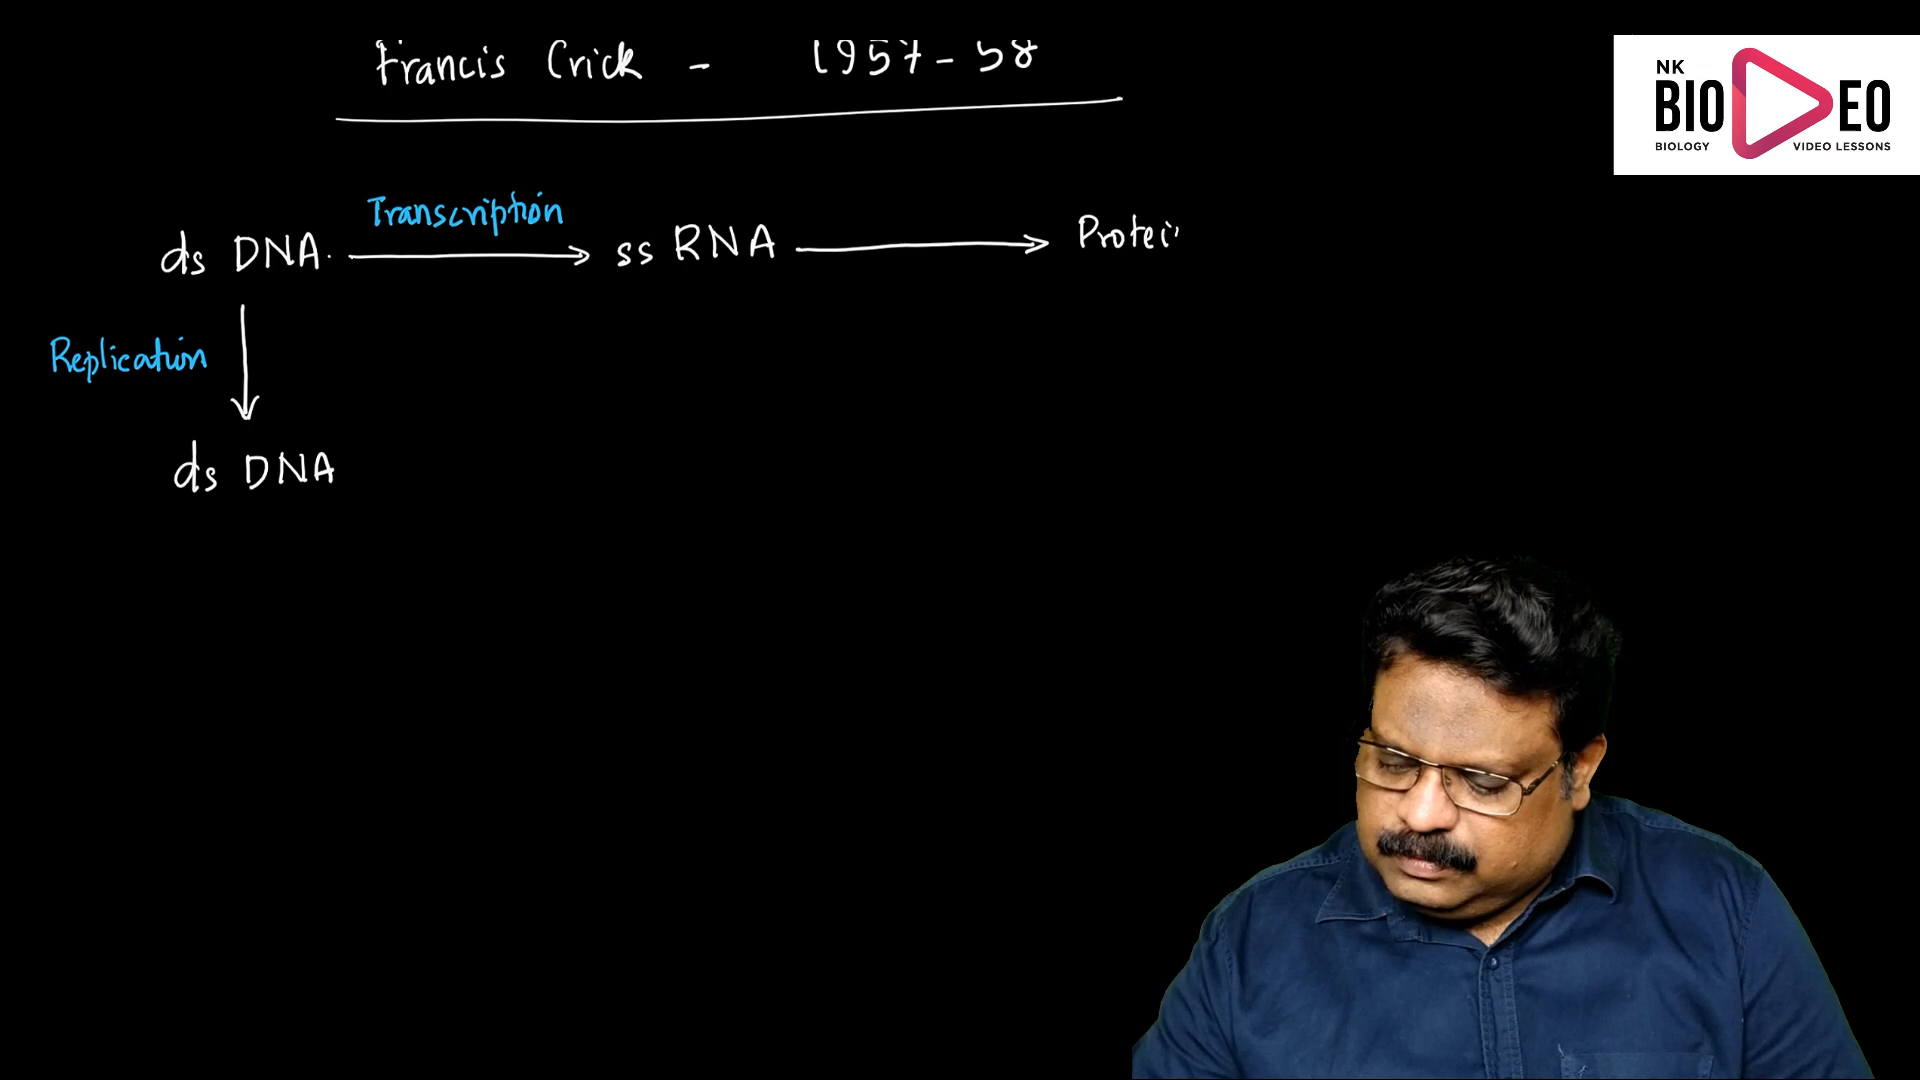 Francis Crick - 1957-58
NK
BIO EO
BIOLOGY VIDEO LESSONS
Transcription
ds DNA. ss RNA Protei
Replication
ds DNA